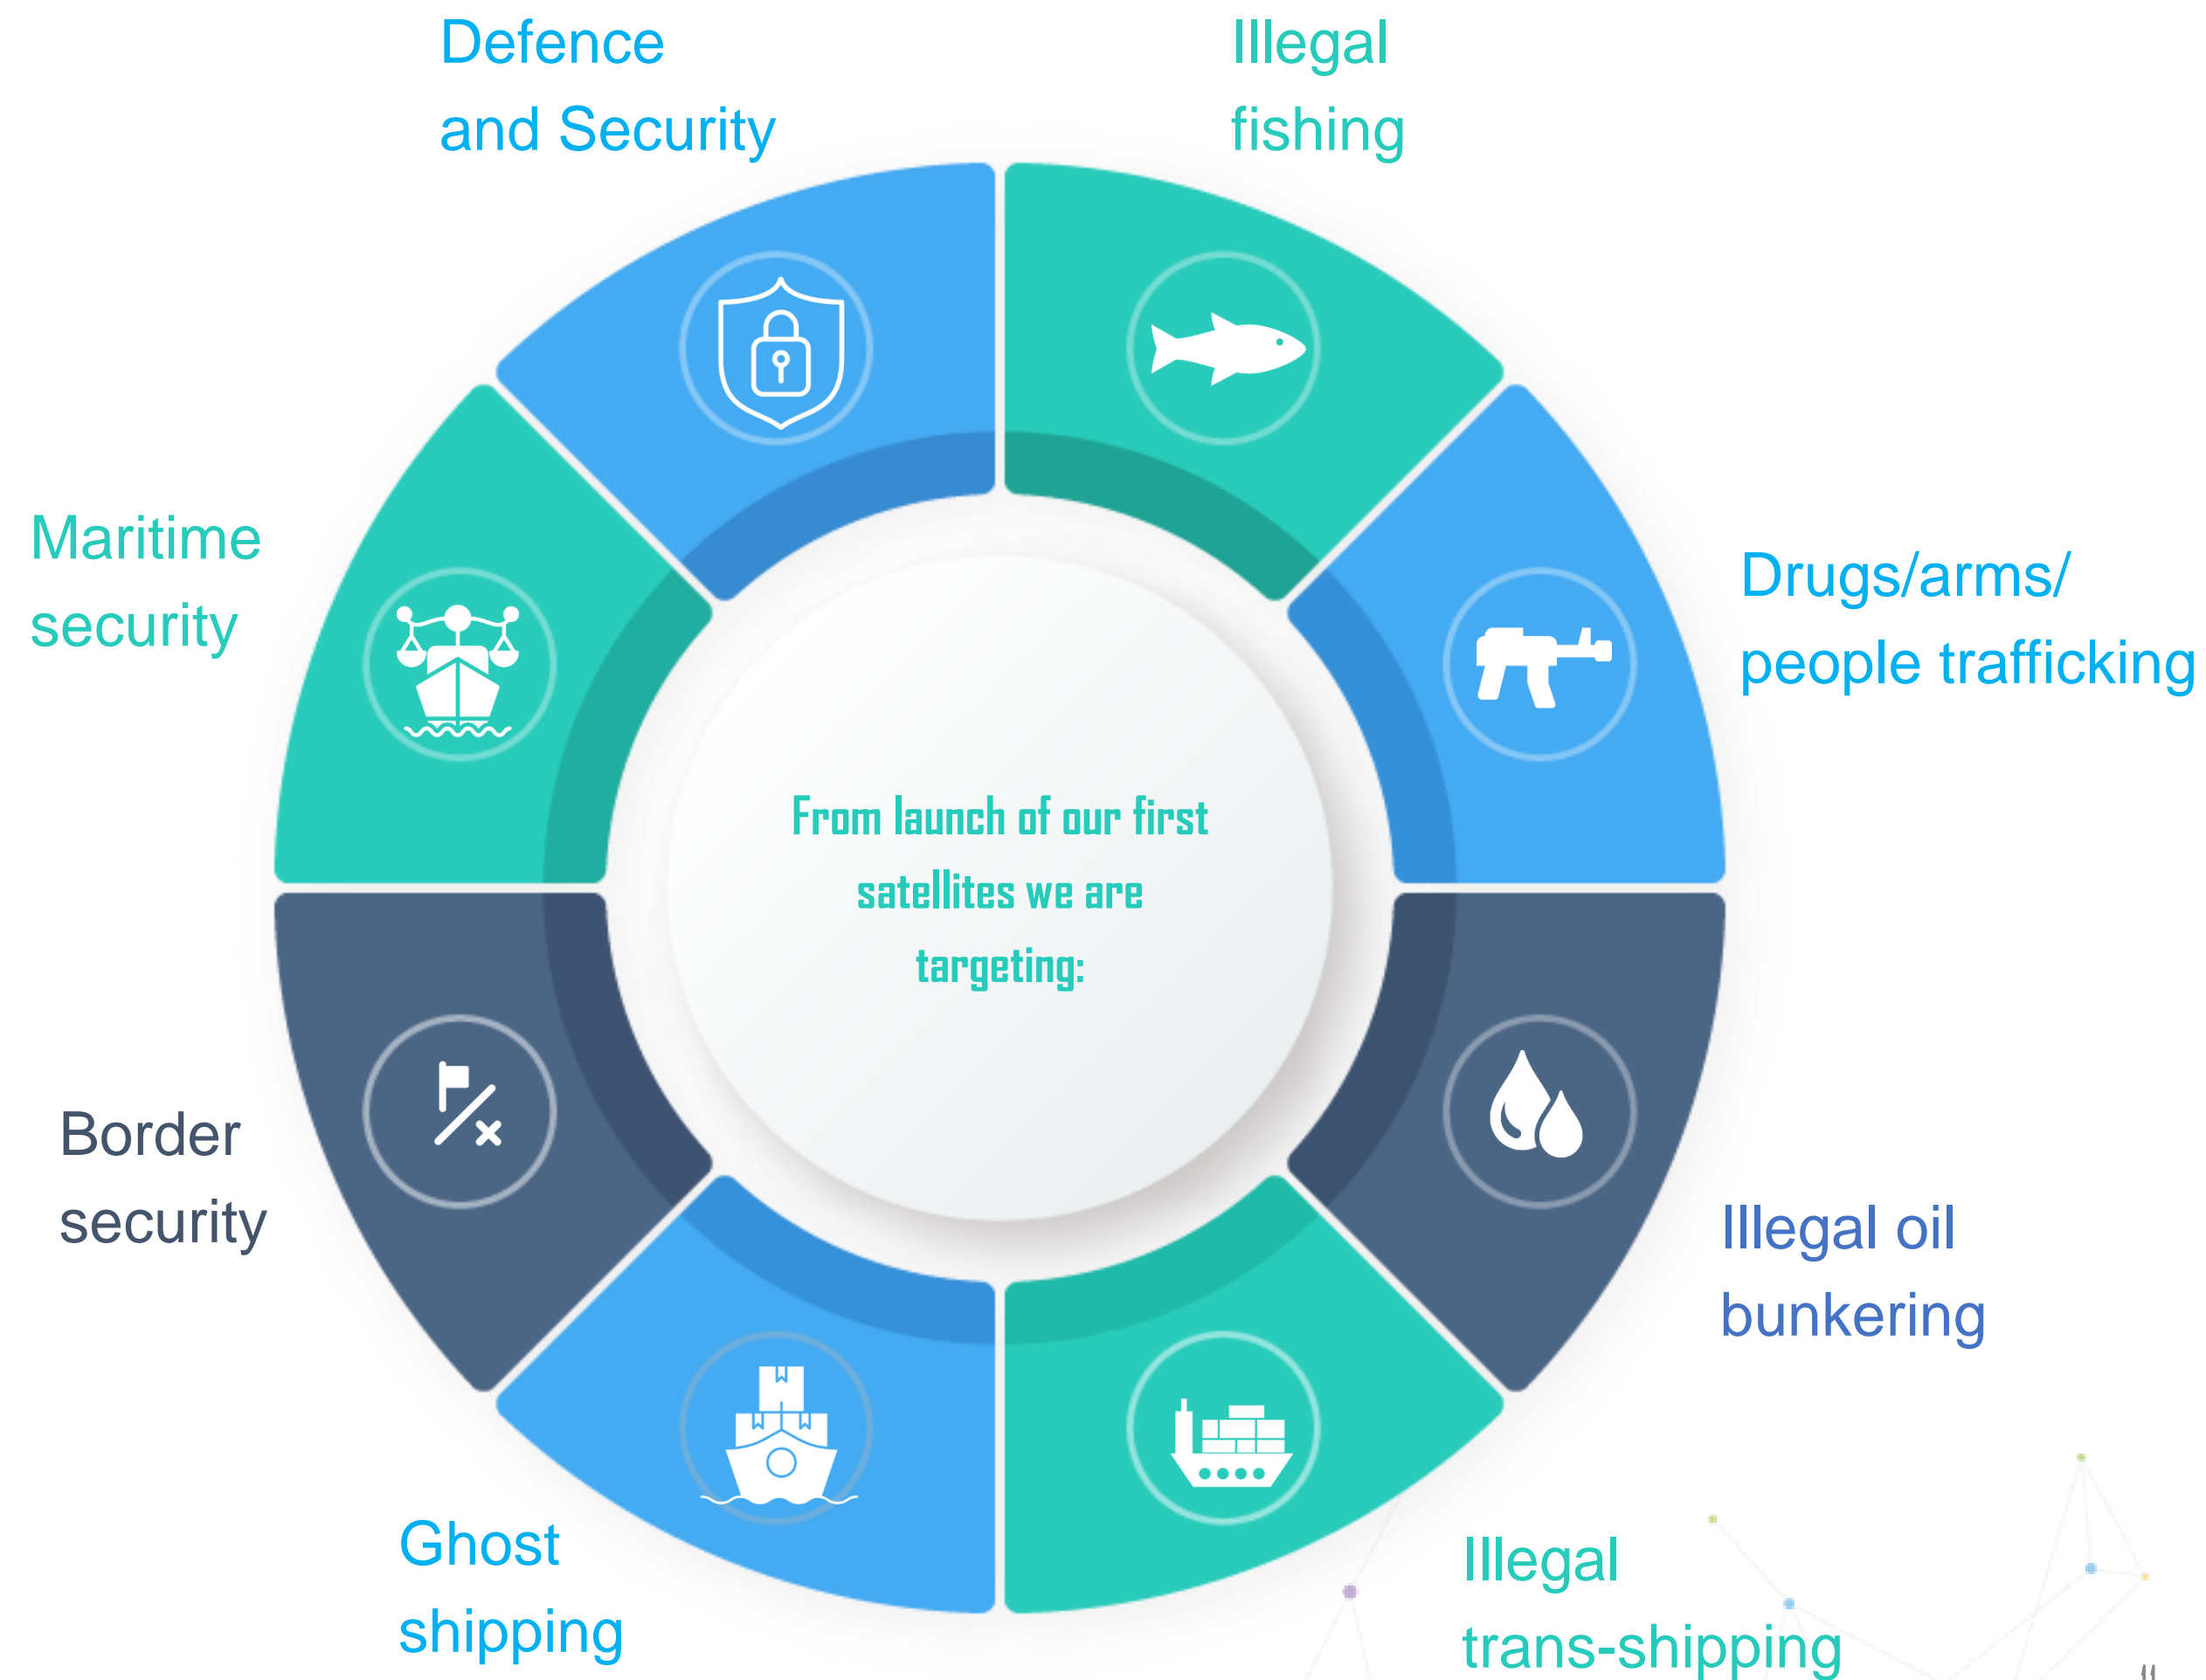 Defence
and Security
Illegal
fishing
Maritime
security
Drugs/arms/
people trafficking
From launch of our first
satellites we are
targeting:
Border
security
Illegal oil
bunkering
Ghost
shipping
Illegal
trans-shipping